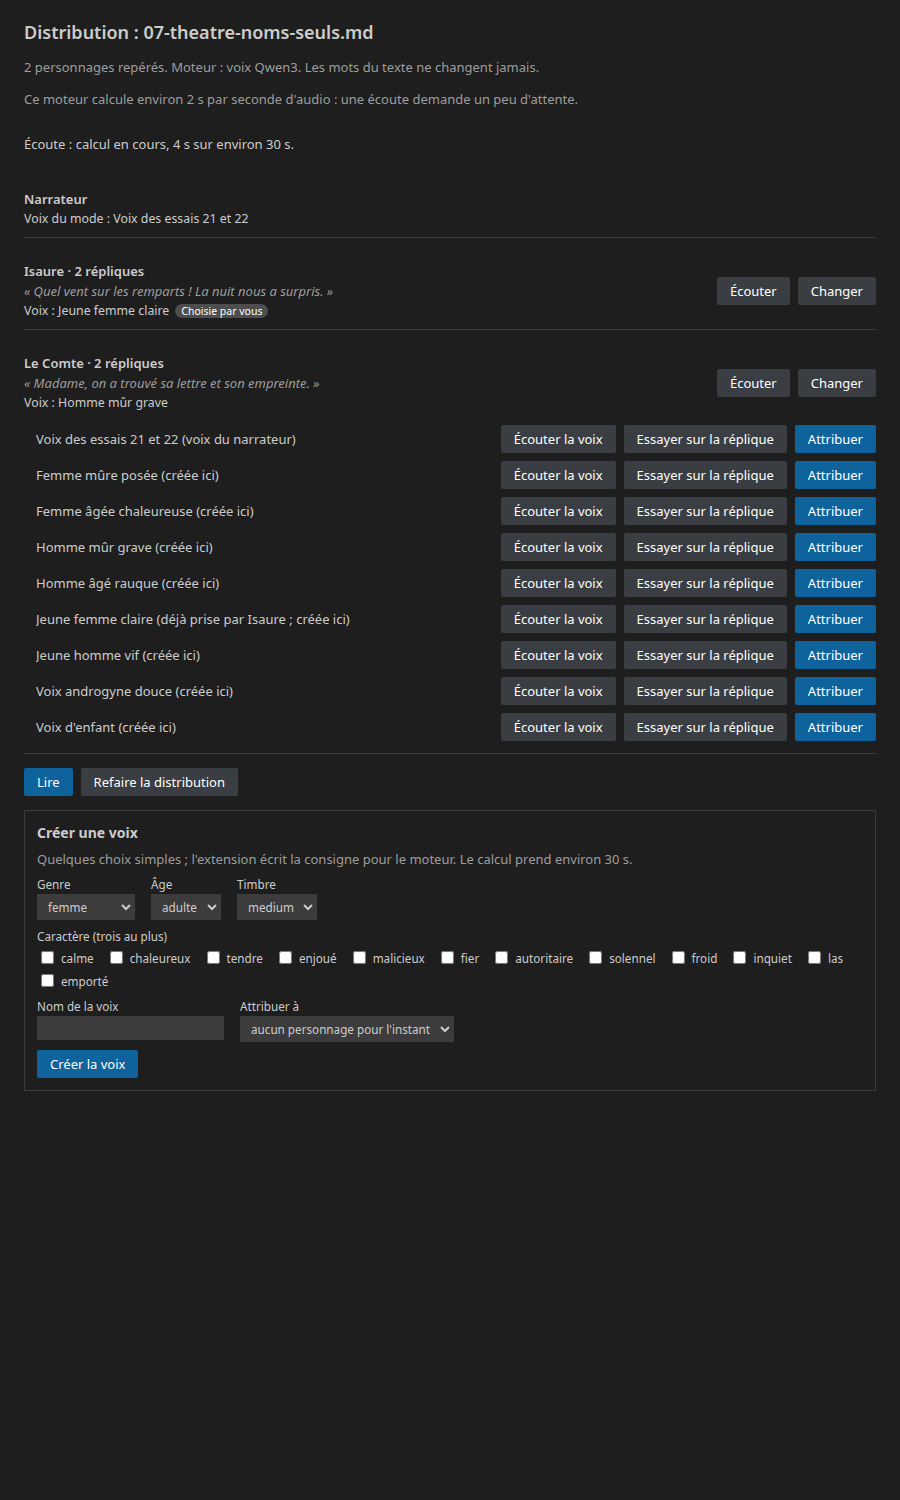 Distribution : 07-theatre-noms-seuls.md
2 personnages repérés. Moteur : voix Qwen3. Les mots du texte ne changent jamais.
Ce moteur calcule environ 2 s par seconde d'audio : une écoute demande un peu d'attente.
Écoute : calcul en cours, 4 s sur environ 30 s.
Narrateur
Voix du mode : Voix des essais 21 et 22
Isaure · 2 répliques
« Quel vent sur les remparts ! La nuit nous a surpris. »
Voix : Jeune femme claire Choisie par vous
Écouter Changer
Le Comte · 2 répliques
« Madame, on a trouvé sa lettre et son empreinte. »
Voix : Homme mûr grave
Écouter Changer
Voix des essais 21 et 22 (voix du narrateur) Écouter la voix Essayer sur la réplique Attribuer
Femme mûre posée (créée ici) Écouter la voix Essayer sur la réplique Attribuer
Femme âgée chaleureuse (créée ici) Écouter la voix Essayer sur la réplique Attribuer
Homme mûr grave (créée ici) Écouter la voix Essayer sur la réplique Attribuer
Homme âgé rauque (créée ici) Écouter la voix Essayer sur la réplique Attribuer
Jeune femme claire (déjà prise par Isaure ; créée ici) Écouter la voix Essayer sur la réplique Attribuer
Jeune homme vif (créée ici) Écouter la voix Essayer sur la réplique Attribuer
Voix androgyne douce (créée ici) Écouter la voix Essayer sur la réplique Attribuer
Voix d'enfant (créée ici) Écouter la voix Essayer sur la réplique Attribuer
Lire Refaire la distribution
Créer une voix
Quelques choix simples ; l'extension écrit la consigne pour le moteur. Le calcul prend environ 30 s.
Genre Âge Timbre
femme adulte medium
Caractère (trois au plus)
calme chaleureux tendre enjoué malicieux fier autoritaire solennel froid inquiet las
emporté
Nom de la voix Attribuer à
aucun personnage pour l'instant
Créer la voix